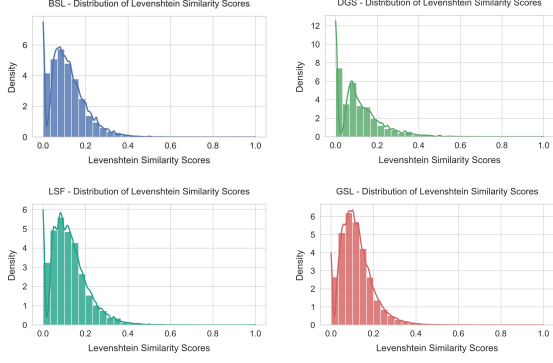 BSL - Distribution of Levenshtein Similarity Scores
Density
6
4
2
0
0.0 0.2 0.4 0.6 0.8 1.0
Levenshtein Similarity Scores
DGS - Distribution of Levenshtein Similarity Scores
Density
12
10
8
6
4
2
0
0.0 0.2 0.4 0.6 0.8 1.0
Levenshtein Similarity Scores
LSF - Distribution of Levenshtein Similarity Scores
Density
6
5
4
3
2
1
0
0.0 0.2 0.4 0.6 0.8 1.0
Levenshtein Similarity Scores
GSL - Distribution of Levenshtein Similarity Scores
Density
6
5
4
3
2
1
0
0.0 0.2 0.4 0.6 0.8 1.0
Levenshtein Similarity Scores